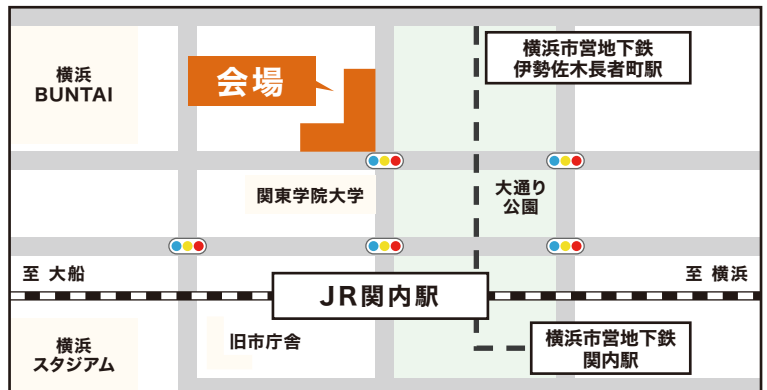 横浜
BUNTAI
会場
横浜市営地下鉄
伊勢佐木長者町駅
関東学院大学
大通り
公園
至 大船
JR関内駅
至 横浜
横浜
スタジアム
旧市庁舎
横浜市営地下鉄
関内駅